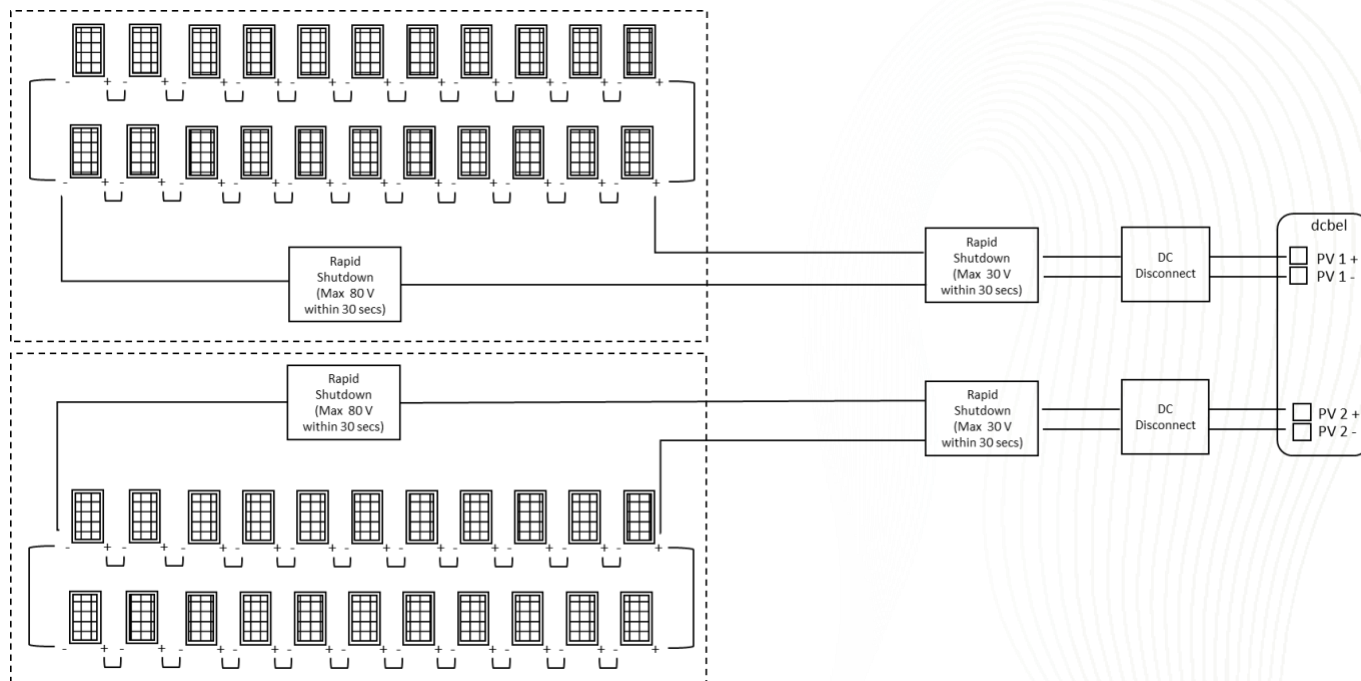 - + - + - + - + - + - + - + - + - + - + - +
- + - + - + - + - + - + - + - + - + - + - +
dcbel
Rapid
Shutdown
(Max 80 V
within 30 secs)
Rapid
Shutdown
(Max 30 V
within 30 secs)
DC
Disconnect
PV 1 +
PV 1 -
Rapid
Shutdown
(Max 80 V
within 30 secs)
Rapid
Shutdown
(Max 30 V
within 30 secs)
DC
Disconnect
PV 2 +
PV 2 -
- + - + - + - + - + - + - + - + - + - + - +
- + - + - + - + - + - + - + - + - + - + - +